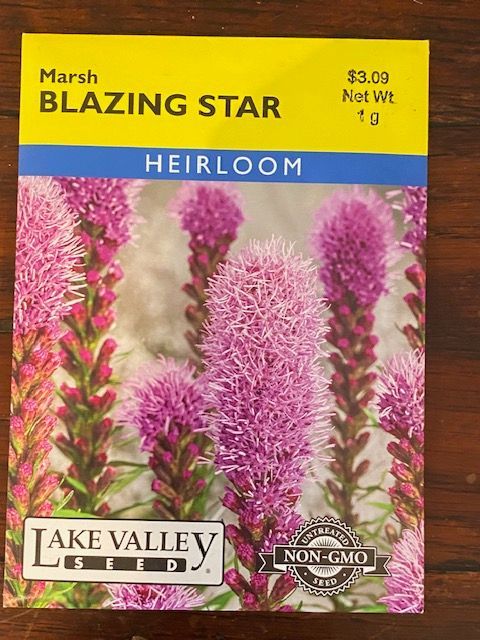 Marsh
BLAZING STAR
$3.09
Net Wt
1 g
HEIRLOOM
LAKE VALLEY
SEED®
UNTREATED
NON-GMO
SEED